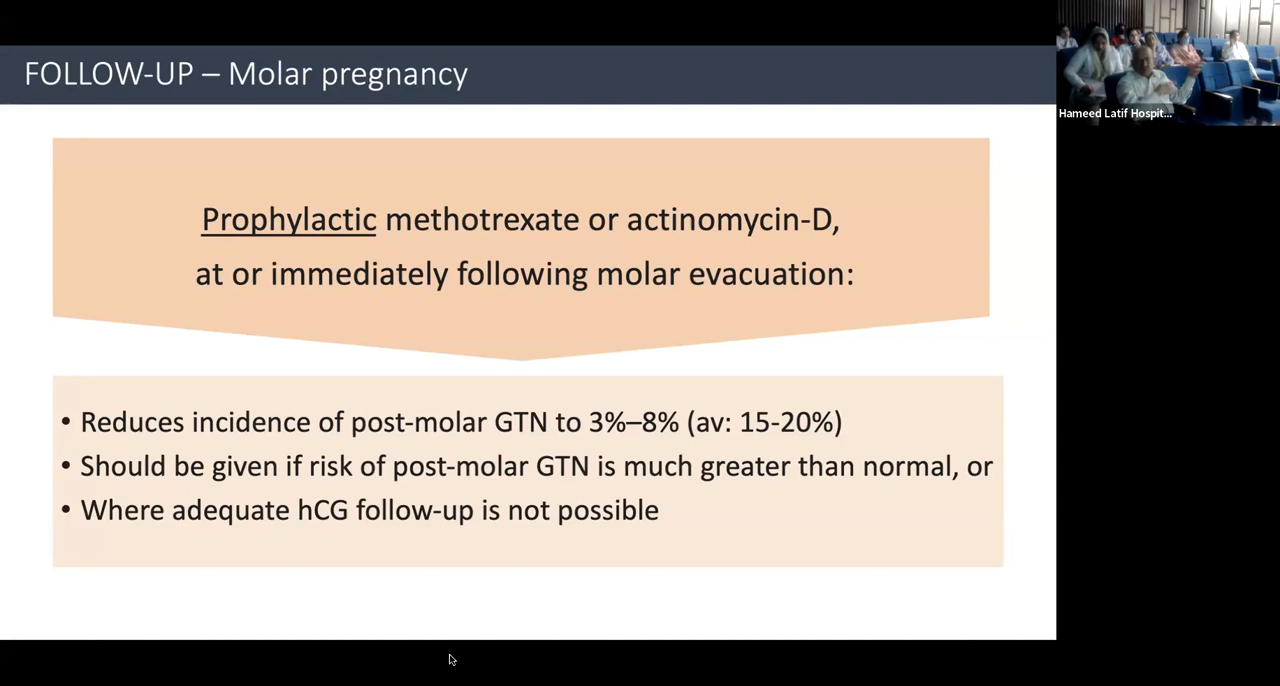 FOLLOW-UP – Molar pregnancy
Hameed Latif Hospit...
Prophylactic methotrexate or actinomycin-D,
at or immediately following molar evacuation:
• Reduces incidence of post-molar GTN to 3%–8% (av: 15-20%)
• Should be given if risk of post-molar GTN is much greater than normal, or
• Where adequate hCG follow-up is not possible